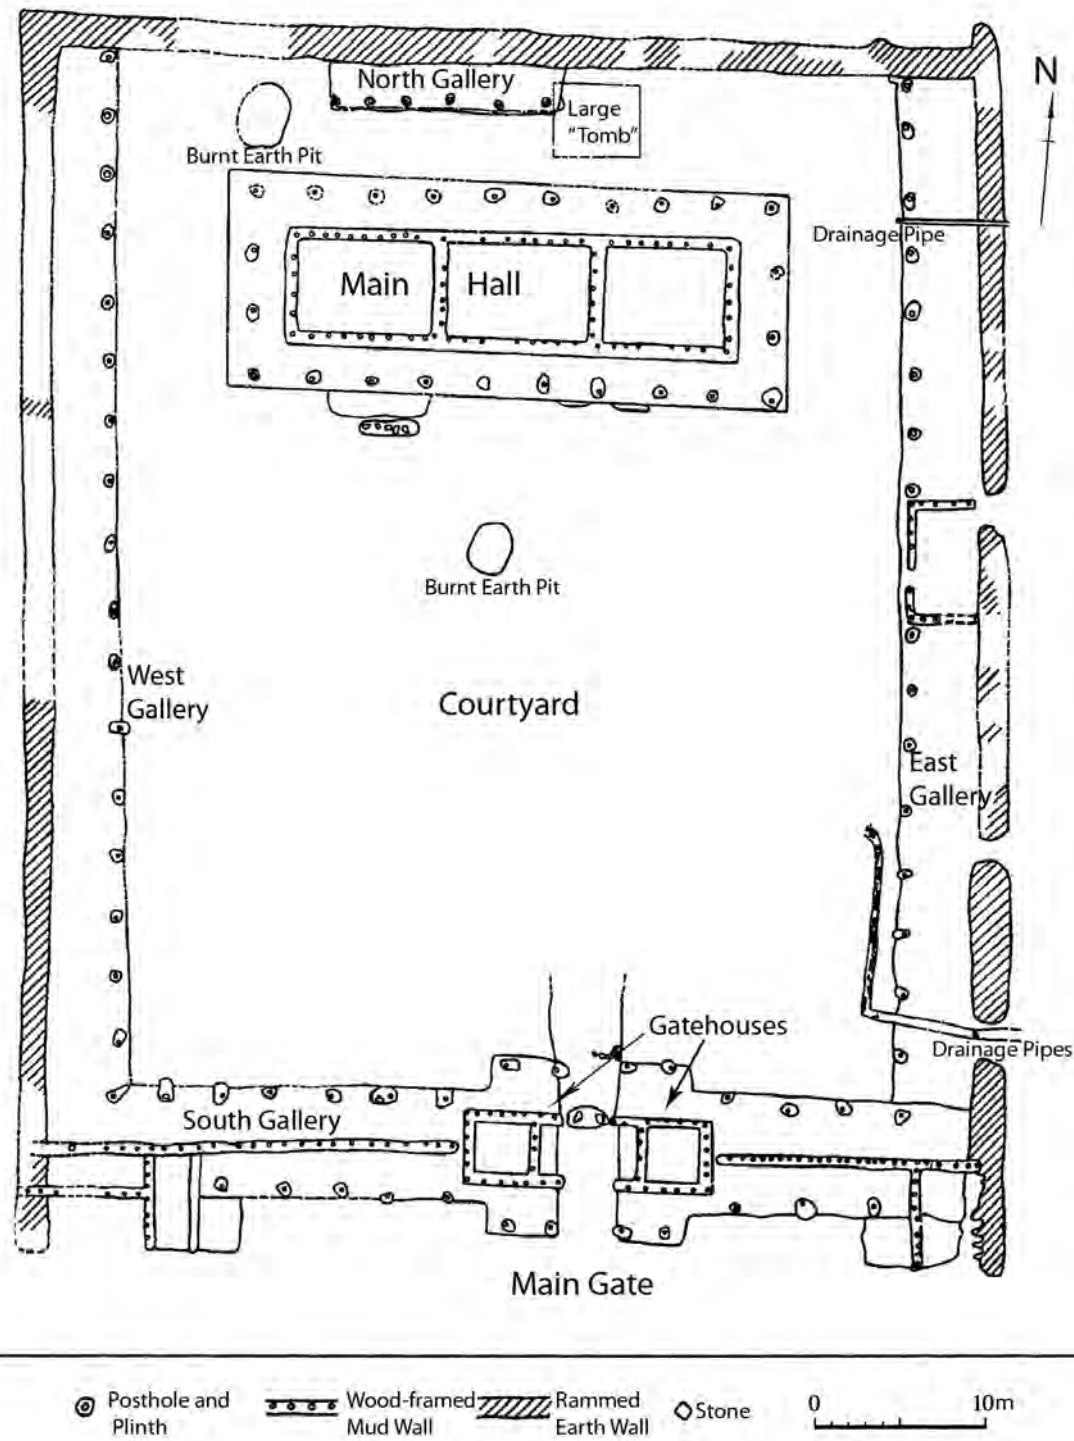 North Gallery
N
Large
"Tomb"
Burnt Earth Pit
Drainage Pipe
Main Hall
Burnt Earth Pit
West
Gallery
Courtyard
East
Gallery
Gatehouses
Drainage Pipes
South Gallery
Main Gate
Posthole and
Plinth
Wood-framed
Mud Wall
Rammed
Earth Wall
Stone
0 10m